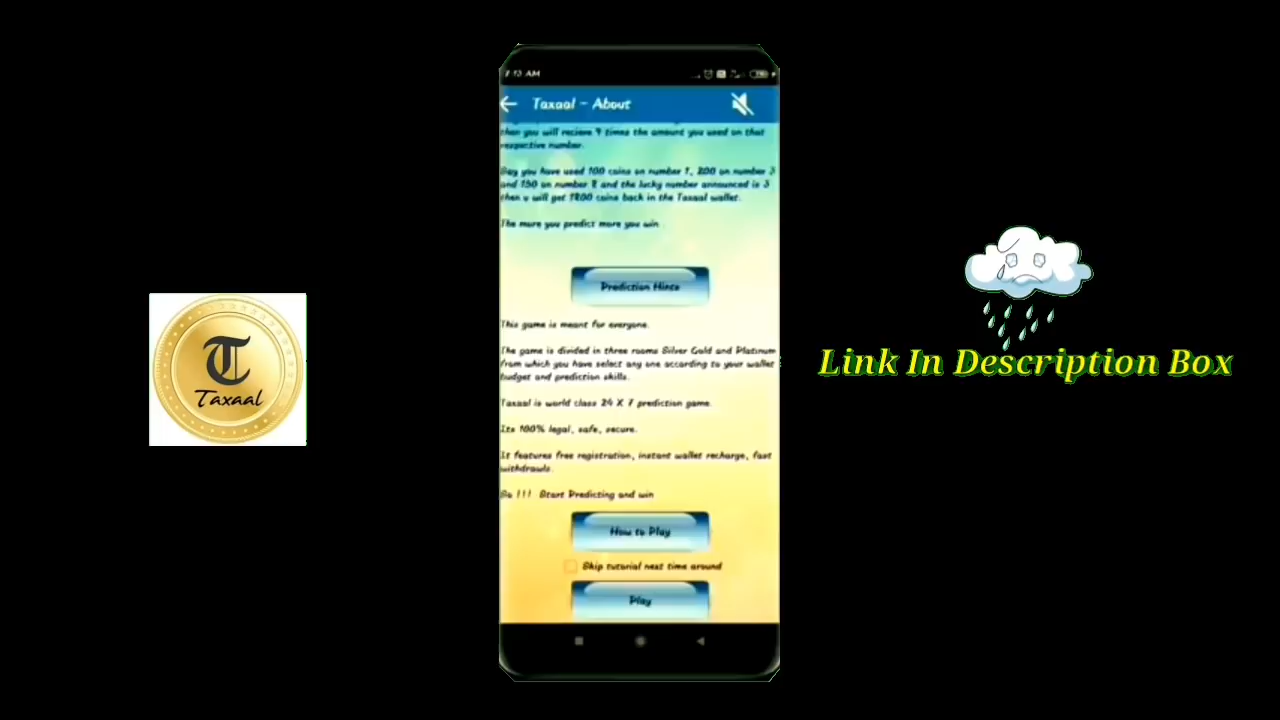 7:13 AM
Taxaal - About
then you will recieve 9 times the amount you used on that
respective number.
Say you have used 100 coins on number 1, 200 on number 3
and 150 on number 8 and the lucky number announced is 3
then u will get 1800 coins back in the Taxaal wallet.
The more you predict more you win
Prediction Hints
This game is meant for everyone.
The game is divided in three rooms Silver Gold and Platinum
from which you have select any one according to your wallet
budget and prediction skills.
Taxaal is world class 24 X 7 prediction game.
Its 100% legal, safe, secure.
It features free registration, instant wallet recharge, fast
withdrawls.
So !!! Start Predicting and win
How to Play
Skip tutorial next time around
Play
T
Taxaal
Link In Description Box